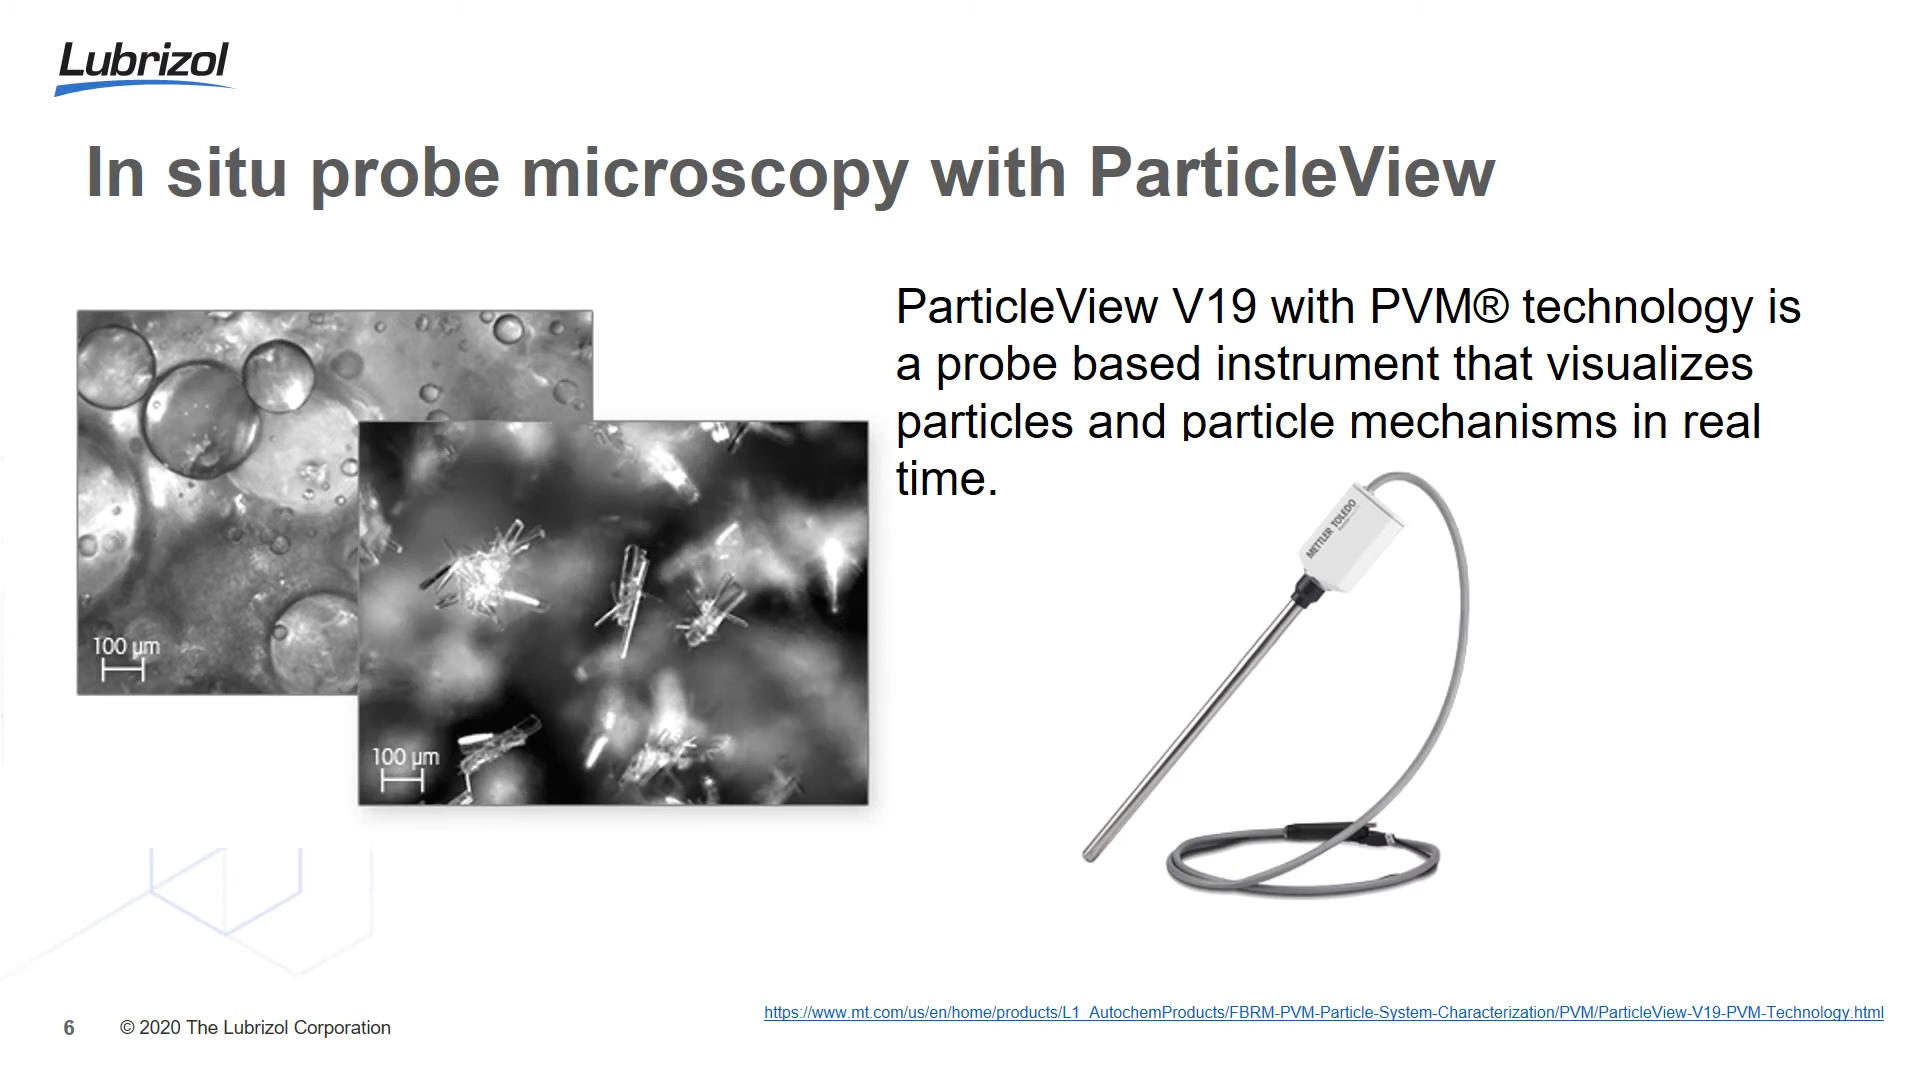 Lubrizol
In situ probe microscopy with ParticleView
ParticleView V19 with PVM® technology is
a probe based instrument that visualizes
particles and particle mechanisms in real
time.
100 µm
100 µm
METTLER TOLEDO
6
© 2020 The Lubrizol Corporation
https://www.mt.com/us/en/home/products/L1_AutochemProducts/FBRM-PVM-Particle-System-Characterization/PVM/ParticleView-V19-PVM-Technology.html